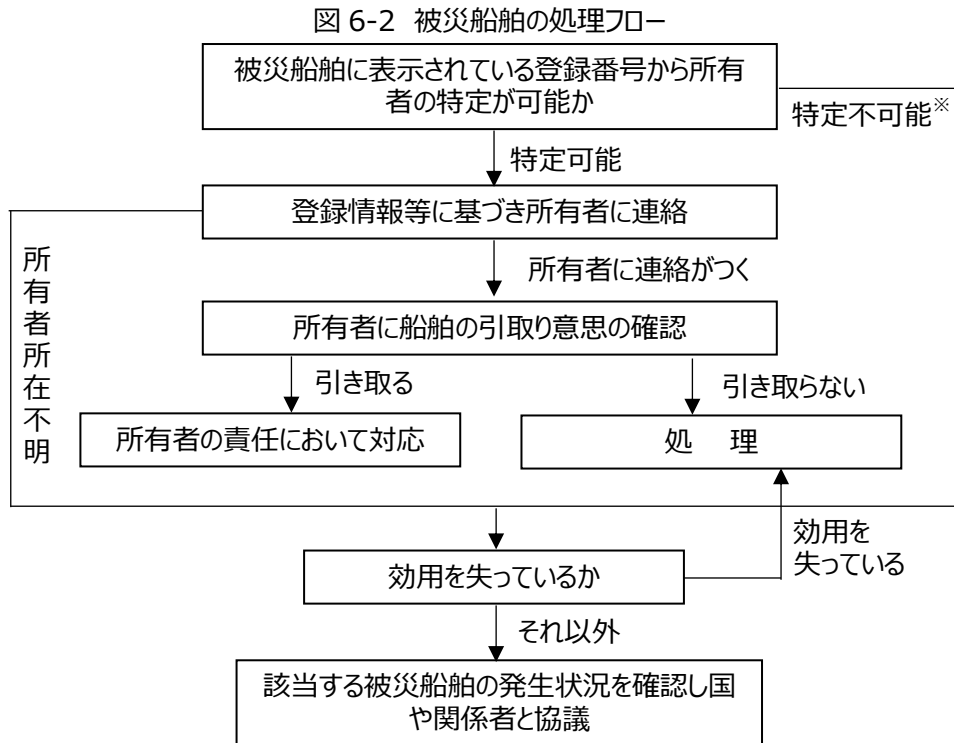 図 6-2 被災船舶の処理フロー
被災船舶に表示されている登録番号から所有
者の特定が可能か
特定不可能※
特定可能
登録情報等に基づき所有者に連絡
所有者所在不明
所有者に連絡がつく
所有者に船舶の引取り意思の確認
引き取る
引き取らない
所有者の責任において対応
処 理
効用を
失っている
効用を失っているか
それ以外
該当する被災船舶の発生状況を確認し国
や関係者と協議